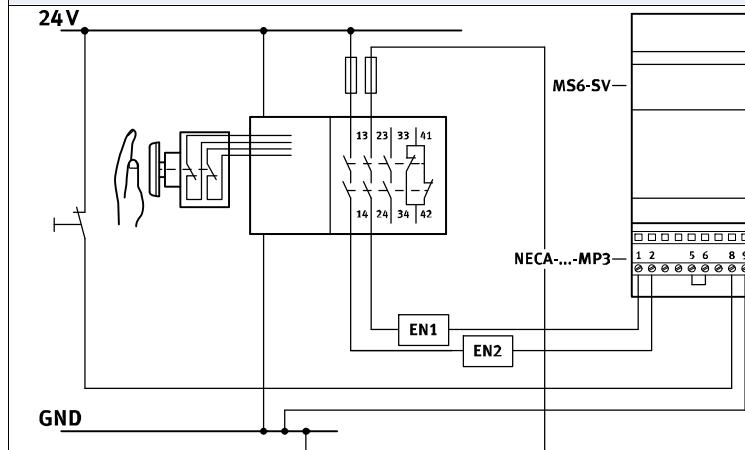 24V
MS6-SV
13 23 33 41
14 24 34 42
NECA-...-MP3
1 2 5 6 8 9
EN1
EN2
GND